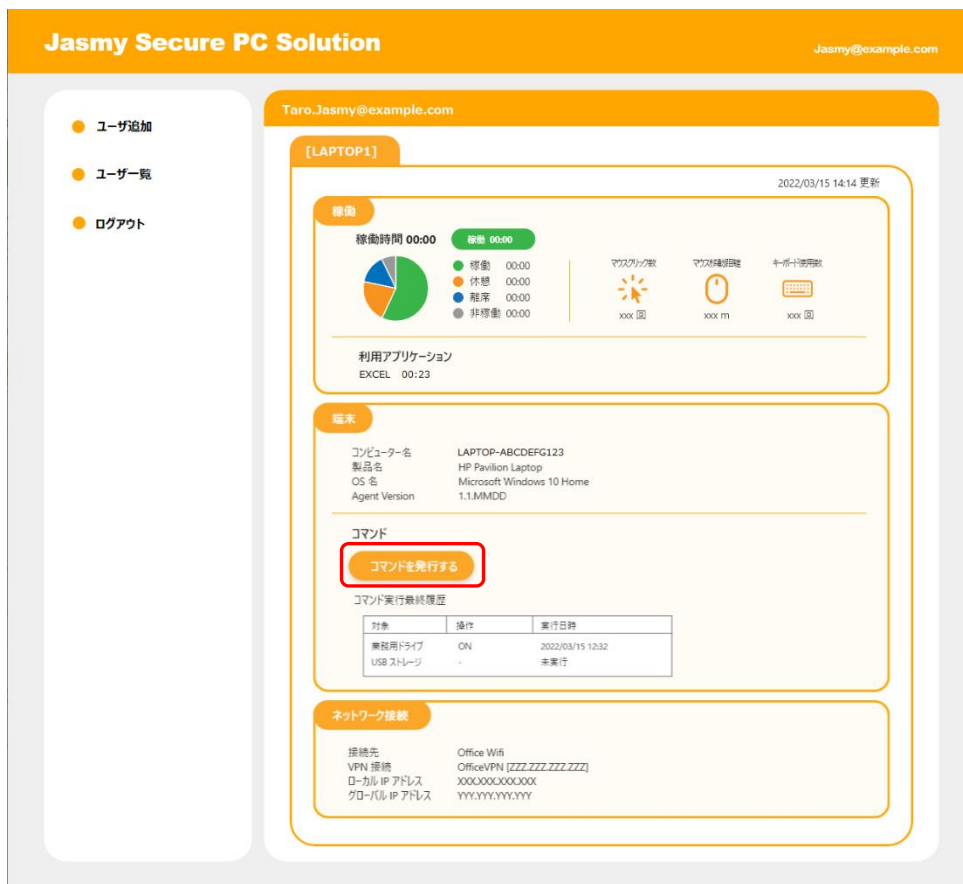 Jasmy Secure PC Solution
Jasmy@example.com
ユーザ追加
ユーザー覧
ログアウト
Taro.Jasmy@example.com
[LAPTOP1]
2022/03/15 14:14 更新
稼働
稼働時間 00:00 稼働 00:00
稼働 00:00
休憩 00:00
離席 00:00
非稼働 00:00
マウスクリック数 マウス移動距離 キーボード使用数
xxx 回 xxx m xxx 回
利用アプリケーション
EXCEL 00:23
端末
コンピューター名 LAPTOP-ABCDEFG123
製品名 HP Pavilion Laptop
OS 名 Microsoft Windows 10 Home
Agent Version 1.1.MMDD
コマンド
コマンドを発行する
コマンド実行最終履歴
対象 操作 実行日時
業務用ドライブ ON 2022/03/15 12:32
USB ストレージ - 未実行
ネットワーク接続
接続先 Office Wifi
VPN 接続 OfficeVPN [ZZZ.ZZZ.ZZZ.ZZZ]
ローカル IP アドレス XXX.XXX.XXX.XXX
グローバル IP アドレス YYY.YYY.YYY.YYY